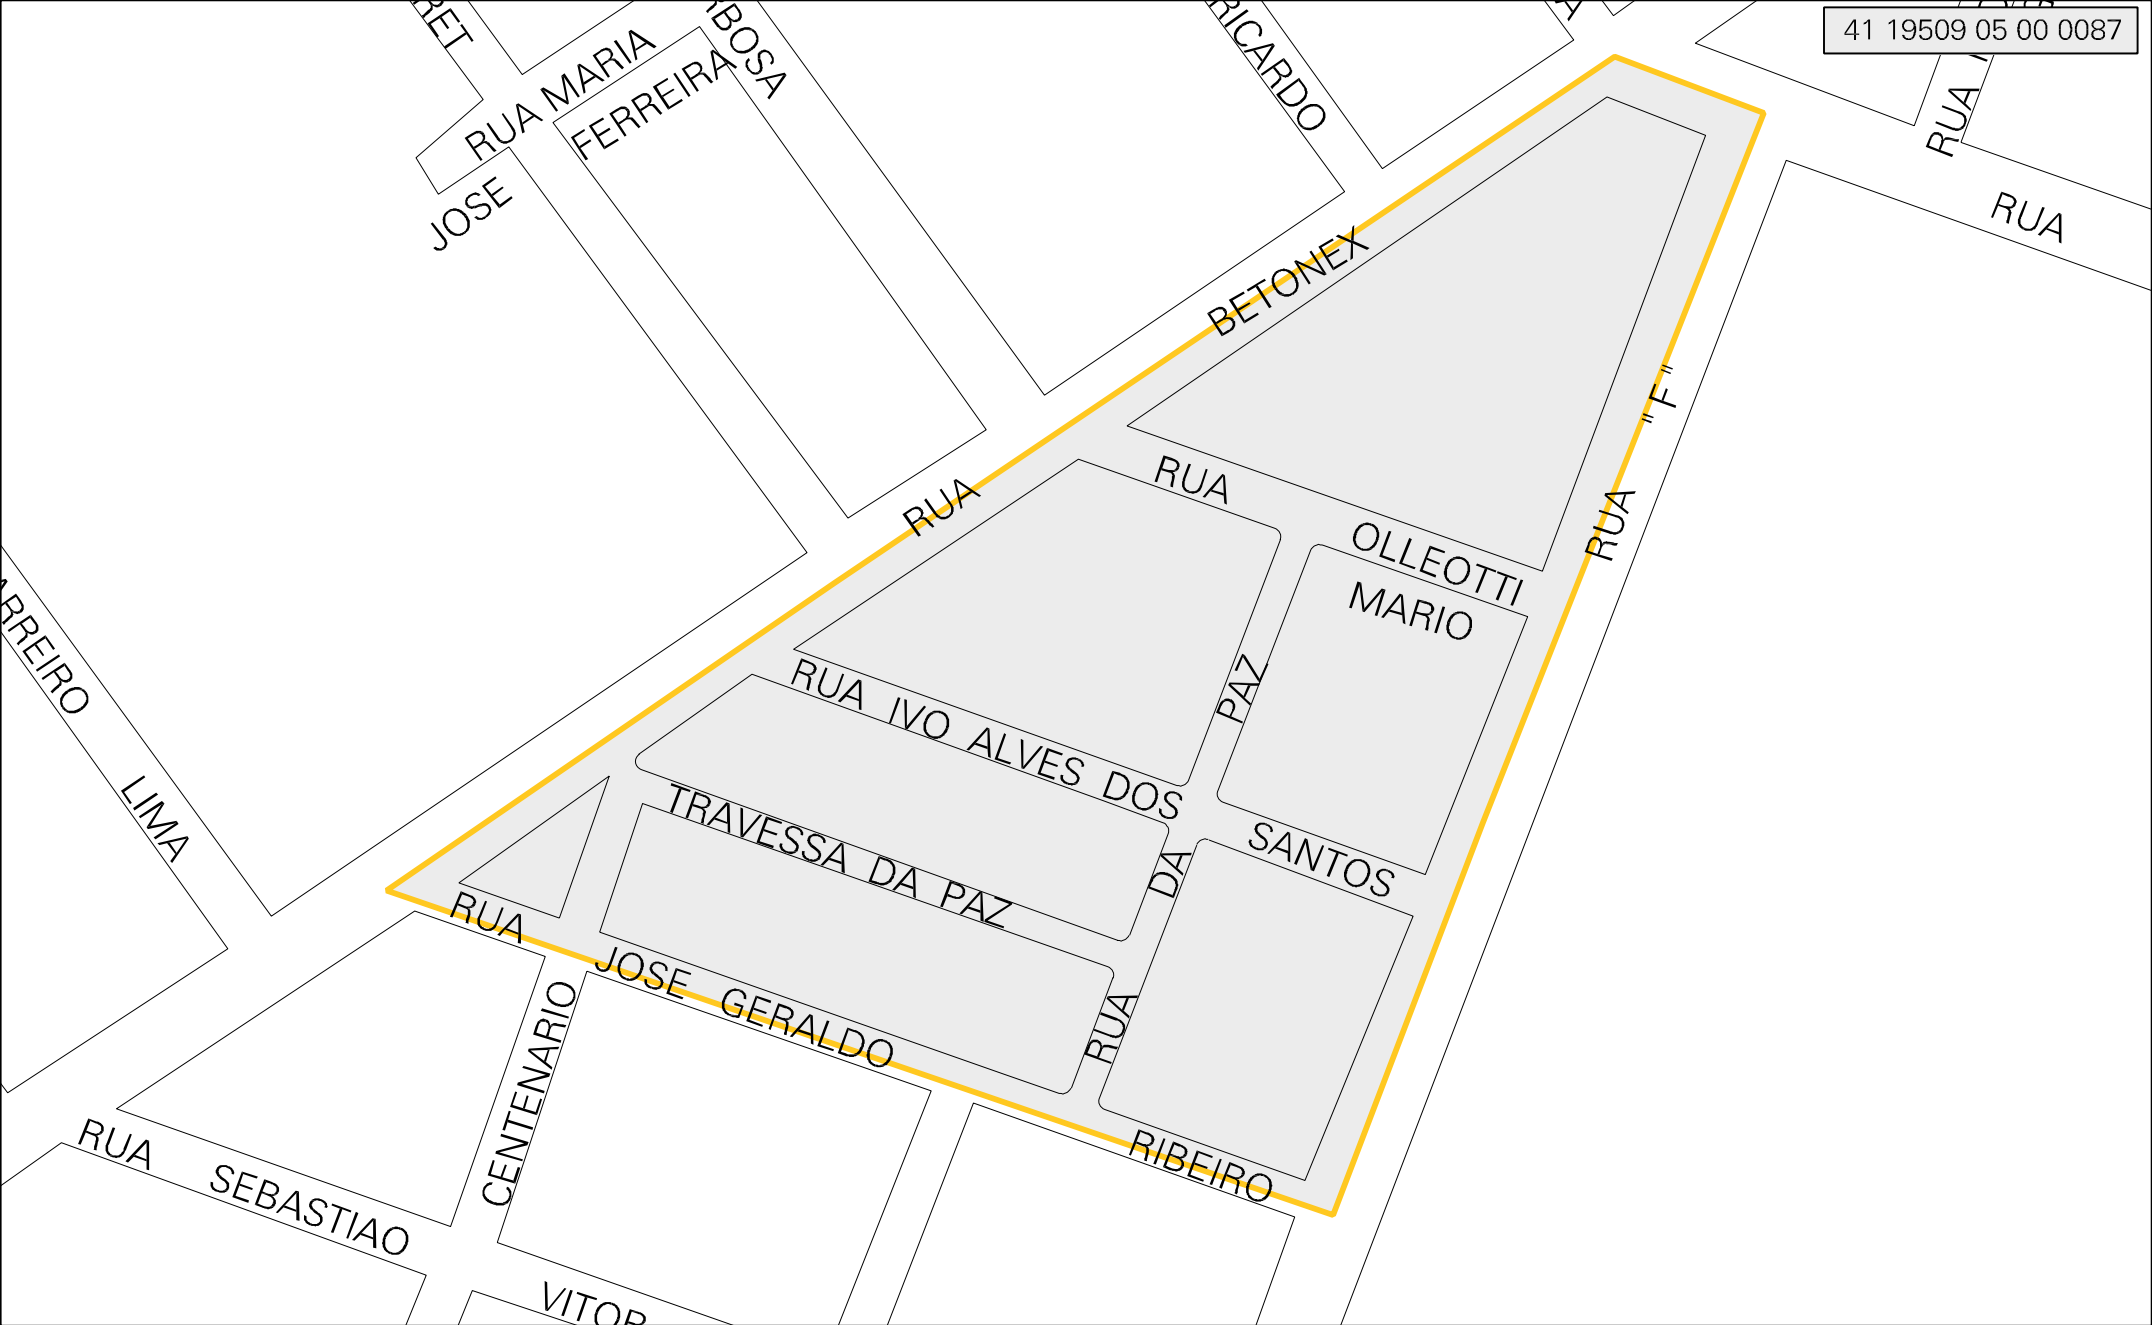 41 19509 05 00 0087
RUA MARIA
JOSE FERREIRA
RICARDO
RUA
RUA
RUA BETONEX
RUA "F"
RUA MARIO OLLEOTTI
RUA IVO ALVES DOS SANTOS
RUA DA PAZ
TRAVESSA DA PAZ
RUA JOSE GERALDO RIBEIRO
LIMA
CENTENARIO
RUA SEBASTIAO VITOR